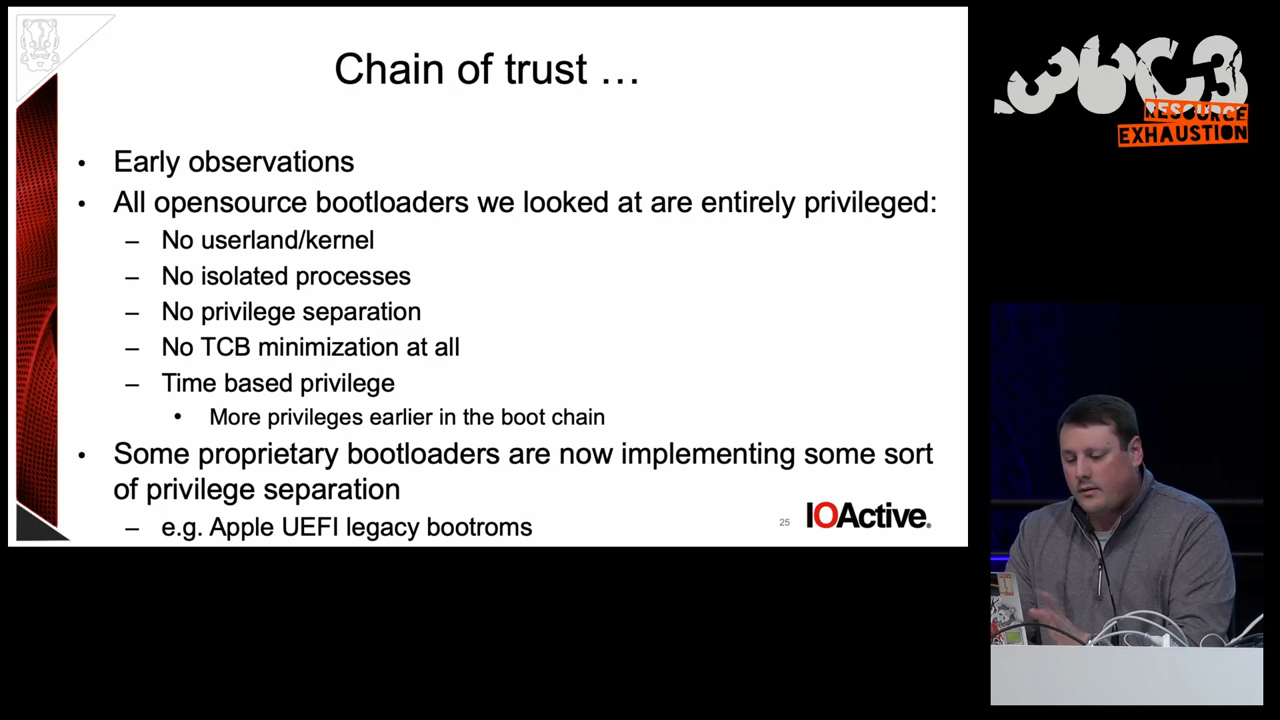 Chain of trust …
• Early observations
• All opensource bootloaders we looked at are entirely privileged:
– No userland/kernel
– No isolated processes
– No privilege separation
– No TCB minimization at all
– Time based privilege
• More privileges earlier in the boot chain
• Some proprietary bootloaders are now implementing some sort
of privilege separation
– e.g. Apple UEFI legacy bootroms
25
IOActive.
36C3
RESOURCE
EXHAUSTION